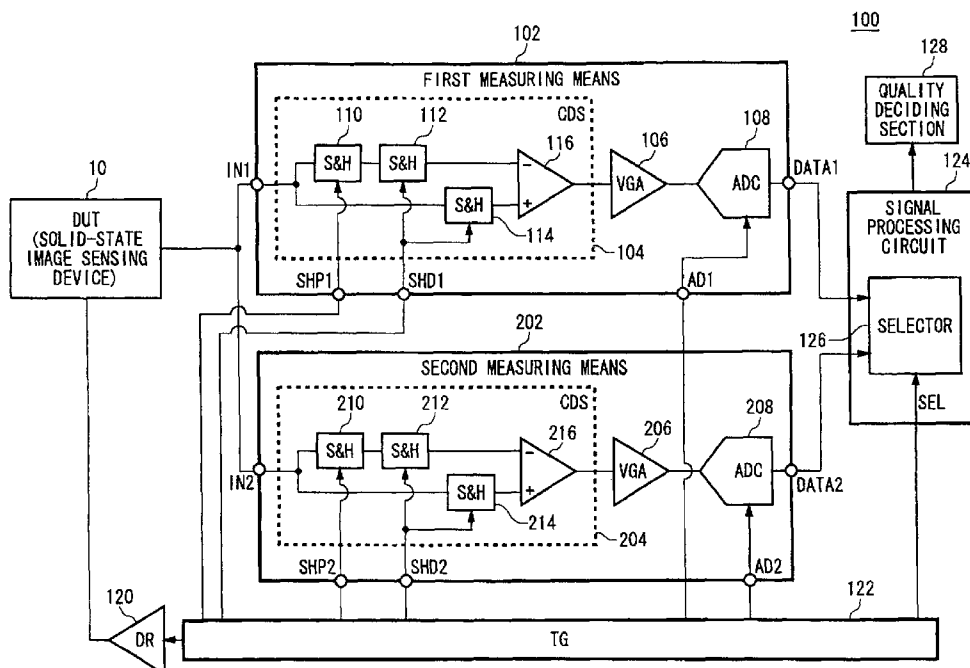 100
102
FIRST MEASURING MEANS
CDS
110
112
116
106
108
128
QUALITY
DECIDING
SECTION
10
DUT
(SOLID-STATE
IMAGE SENSING
DEVICE)
IN1
S&H
S&H
S&H
114
104
VGA
ADC
DATA1
SHP1
SHD1
AD1
124
SIGNAL
PROCESSING
CIRCUIT
SELECTOR
126
SEL
202
SECOND MEASURING MEANS
CDS
210
212
216
206
208
IN2
S&H
S&H
S&H
214
204
VGA
ADC
DATA2
SHP2
SHD2
AD2
120
DR
122
TG